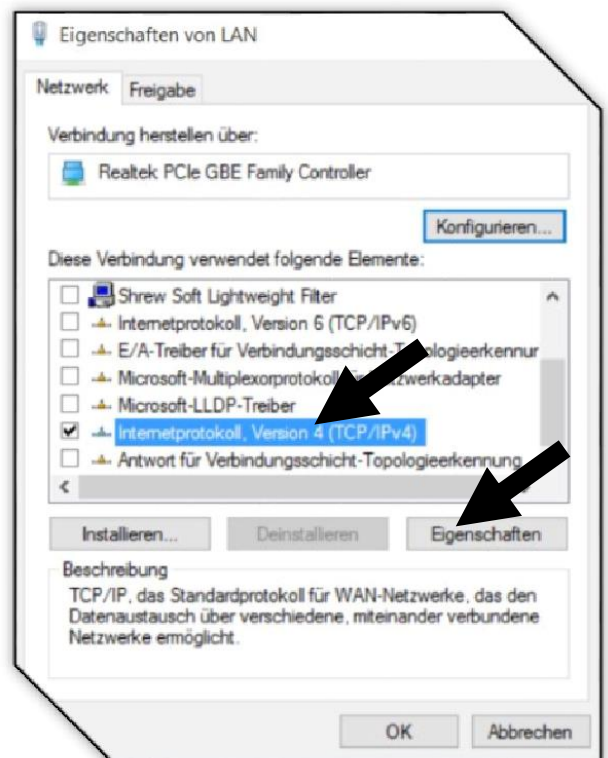 Eigenschaften von LAN
Netzwerk Freigabe
Verbindung herstellen über:
Realtek PCIe GBE Family Controller
Konfigurieren...
Diese Verbindung verwendet folgende Elemente:
Shrew Soft Lightweight Filter
Internetprotokoll, Version 6 (TCP/IPv6)
E/A-Treiber für Verbindungsschicht-
Microsoft-Multiplexorprotokoll
Microsoft-LLDP-Treiber
Internetprotokoll, Version 4 (TCP/IPv4)
Antwort für Verbindungsschicht-Topologieerkennung
Installieren... Deinstallieren Eigenschaften
Beschreibung
TCP/IP, das Standardprotokoll für WAN-Netzwerke, das den
Datenaustausch über verschiedene, miteinander verbundene
Netzwerke ermöglicht.
OK Abbrechen